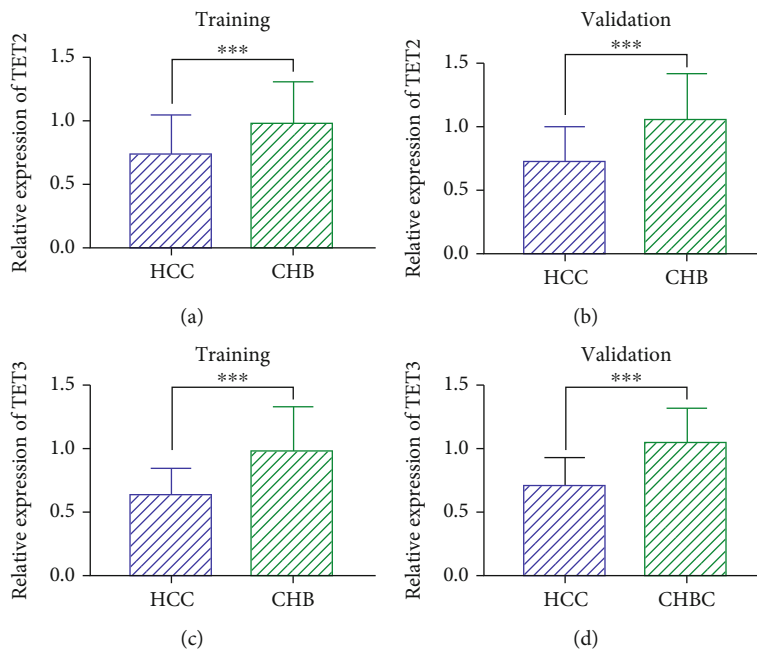 Training
***
Relative expression of TET2
1.5
1.0
0.5
0.0
HCC CHB
(a)
Validation
***
Relative expression of TET2
1.5
1.0
0.5
0.0
HCC CHB
(b)
Training
***
Relative expression of TET3
1.5
1.0
0.5
0.0
HCC CHB
(c)
Validation
***
Relative expression of TET3
1.5
1.0
0.5
0.0
HCC CHBC
(d)